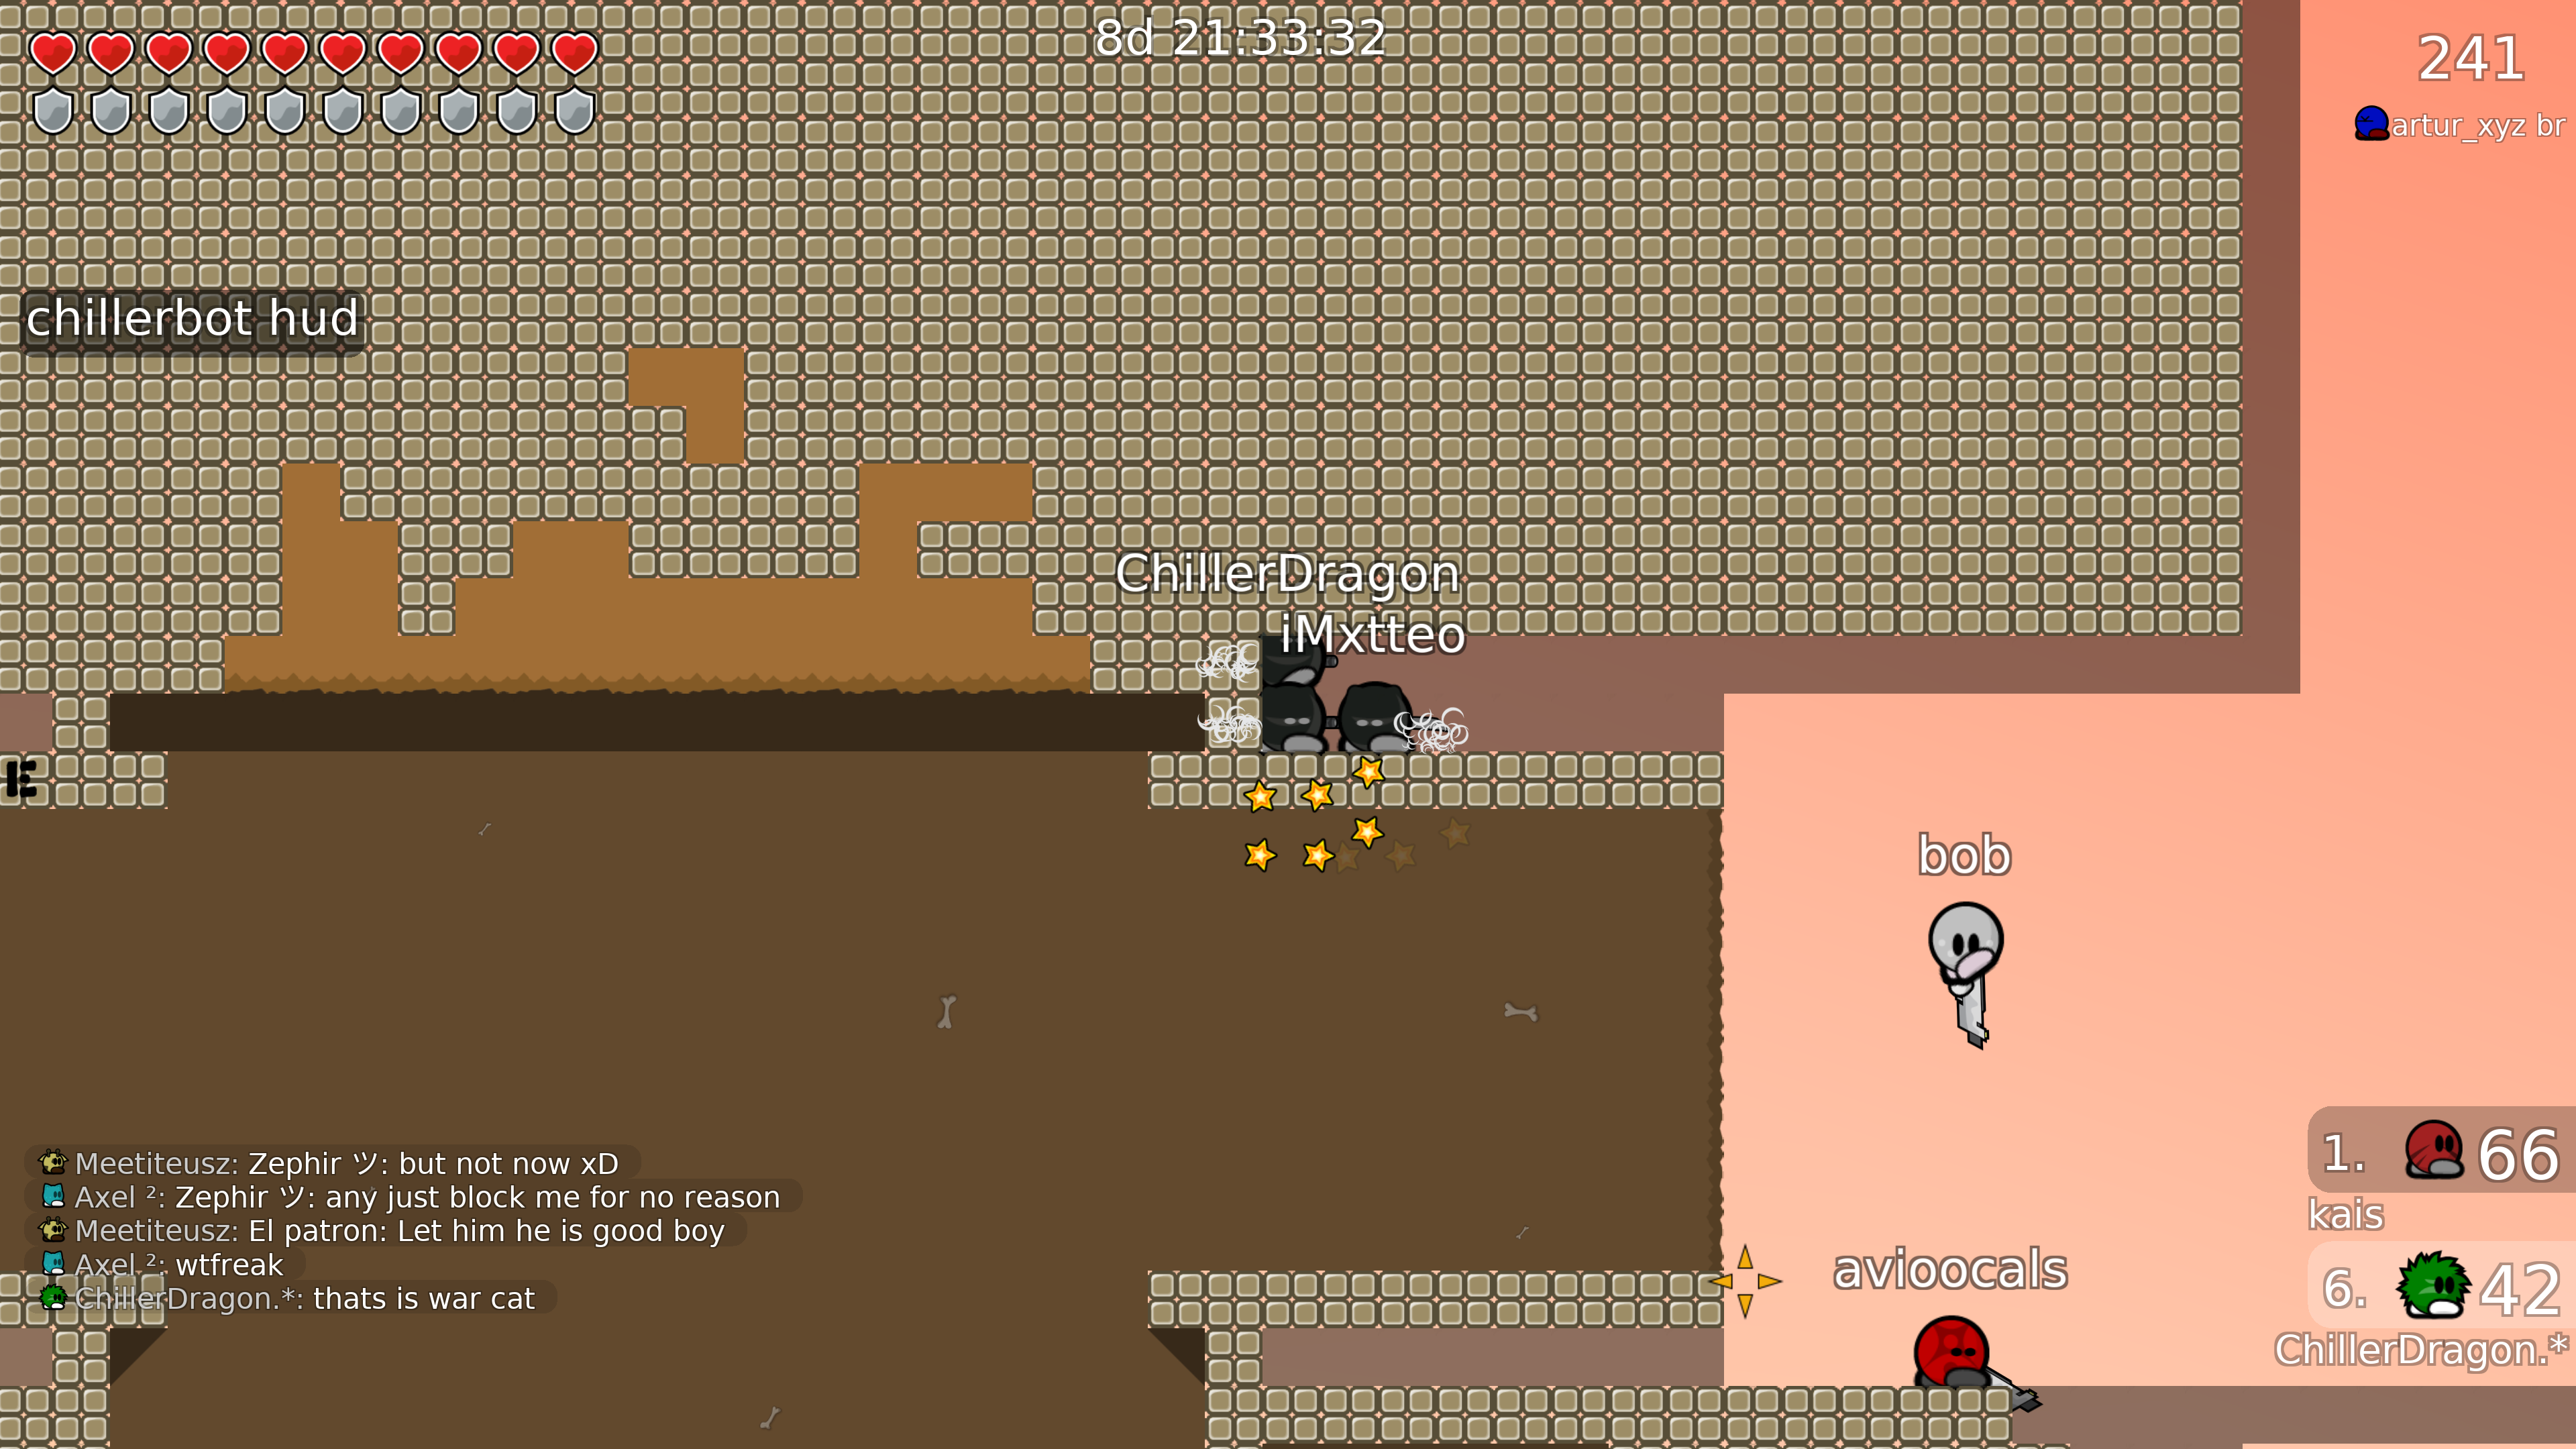 8d 21:33:32
241
artur_xyz br
chillerbot hud
ChillerDragon
iMxtteo
bob
Meetiteusz: Zephir ツ: but not now xD
Axel ²: Zephir ツ: any just block me for no reason
Meetiteusz: El patron: Let him he is good boy
Axel ²: wtfreak
ChillerDragon.*: thats is war cat
avioocals
1. 66
kais
6. 42
ChillerDragon.*